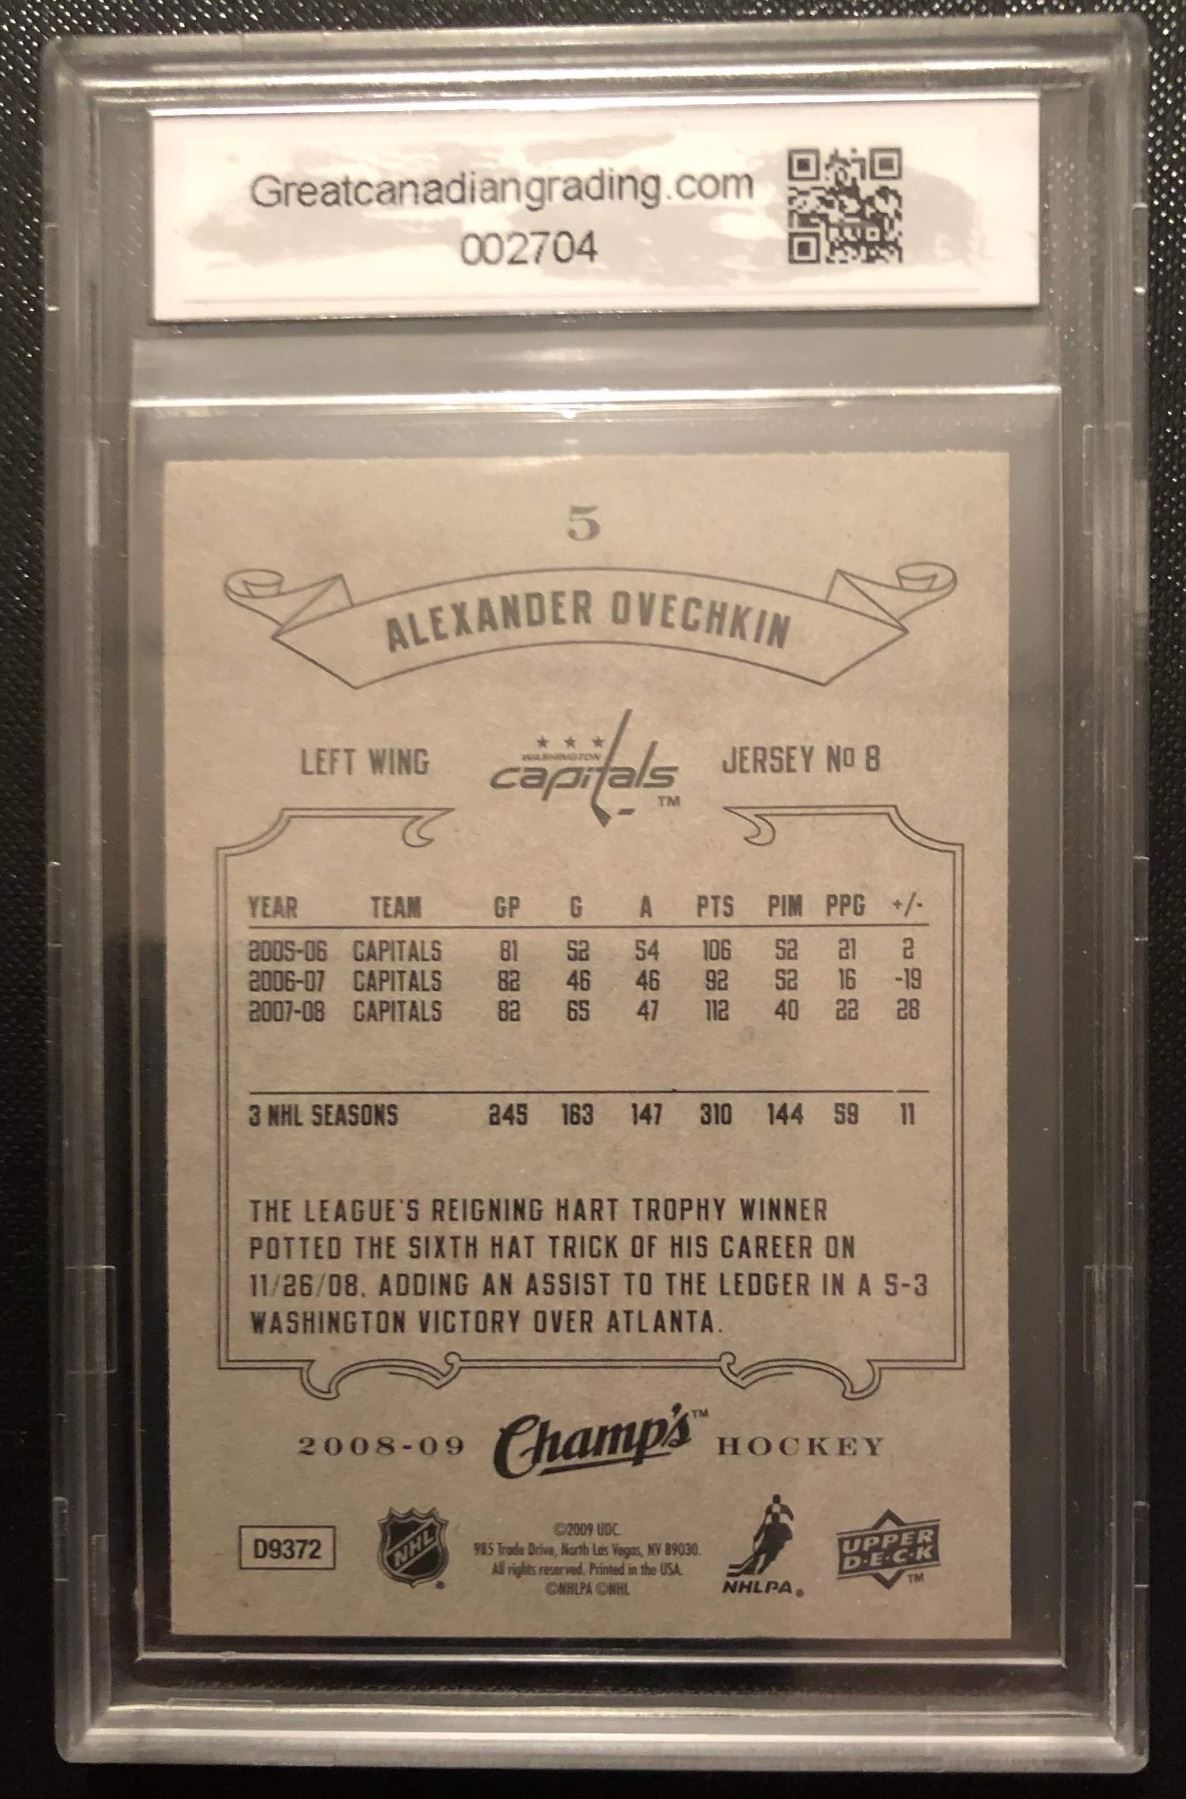 Greatcanadiangrading.com
002704
5
ALEXANDER OVECHKIN
LEFT WING
WASHINGTON
capitals™
JERSEY No 8
YEAR TEAM GP G A PTS PIM PPG +/-
2005-06 CAPITALS 81 52 54 106 52 21 2
2006-07 CAPITALS 82 46 46 92 52 16 -19
2007-08 CAPITALS 82 65 47 112 40 22 28
3 NHL SEASONS 245 163 147 310 144 59 11
THE LEAGUE'S REIGNING HART TROPHY WINNER
POTTED THE SIXTH HAT TRICK OF HIS CAREER ON
11/26/08, ADDING AN ASSIST TO THE LEDGER IN A 5-3
WASHINGTON VICTORY OVER ATLANTA.
2008-09 Champ's™ HOCKEY
D9372
NHL
©2009 UDC.
985 Trade Drive, North Las Vegas, NV 89030.
All rights reserved. Printed in the USA.
©NHLPA ©NHL
NHLPA®
UPPER
D·E·C·K™